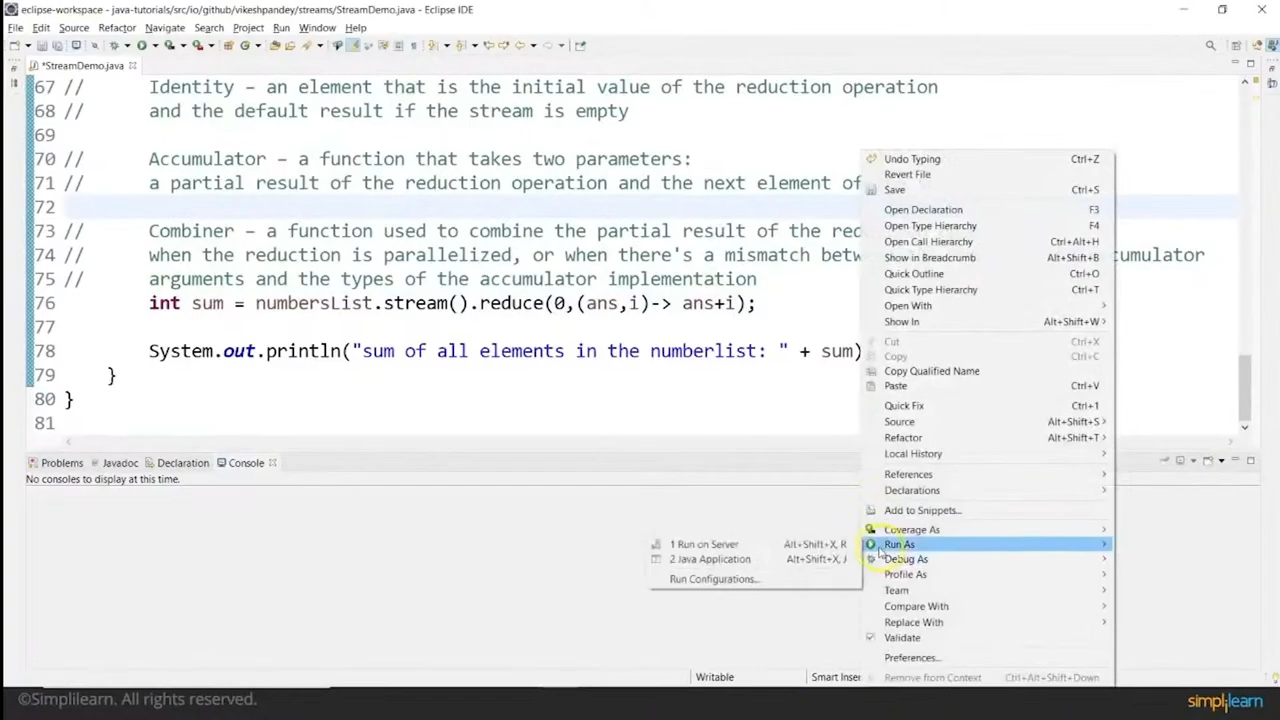 eclipse-workspace - java-tutorials/src/io/github/vikeshpandey/streams/StreamDemo.java - Eclipse IDE
File Edit Source Refactor Navigate Search Project Run Window Help
*StreamDemo.java
67 // Identity – an element that is the initial value of the reduction operation
68 // and the default result if the stream is empty
69
70 // Accumulator – a function that takes two parameters:
71 // a partial result of the reduction operation and the next element of
72
73 // Combiner – a function used to combine the partial result of the red
74 // when the reduction is parallelized, or when there's a mismatch betw
cumulator
75 // arguments and the types of the accumulator implementation
76 int sum = numbersList.stream().reduce(0,(ans,i)-> ans+i);
77
78 System.out.println("sum of all elements in the numberlist: " + sum)
79 }
80 }
81
Undo Typing Ctrl+Z
Revert File
Save Ctrl+S
Open Declaration F3
Open Type Hierarchy F4
Open Call Hierarchy Ctrl+Alt+H
Show in Breadcrumb Alt+Shift+B
Quick Outline Ctrl+O
Quick Type Hierarchy Ctrl+T
Open With
Show In Alt+Shift+W
Cut Ctrl+X
Copy Ctrl+C
Copy Qualified Name
Paste Ctrl+V
Quick Fix Ctrl+1
Source Alt+Shift+S
Refactor Alt+Shift+T
Local History
References
Declarations
Add to Snippets...
Coverage As
Run As
Debug As
Profile As
Team
Compare With
Replace With
Validate
Preferences...
Remove from Context Ctrl+Alt+Shift+Down
1 Run on Server Alt+Shift+X, R
2 Java Application Alt+Shift+X, J
Run Configurations...
Problems Javadoc Declaration Console
No consoles to display at this time.
Writable Smart Inser
©Simplilearn. All rights reserved.
simplilearn